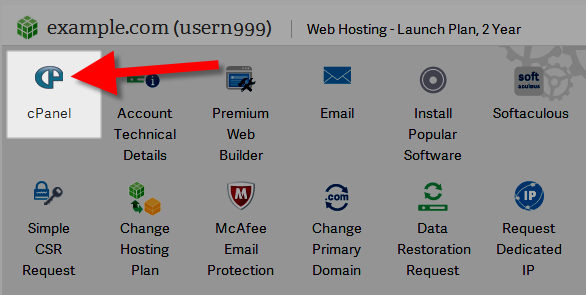 example.com (usern999)
Web Hosting - Launch Plan, 2 Year
cPanel
Account
Technical
Details
Premium
Web
Builder
Email
Install
Popular
Software
soft
aculous
Softaculous
Simple
CSR
Request
Change
Hosting
Plan
McAfee
Email
Protection
.com
Change
Primary
Domain
Data
Restoration
Request
IP
Request
Dedicated
IP